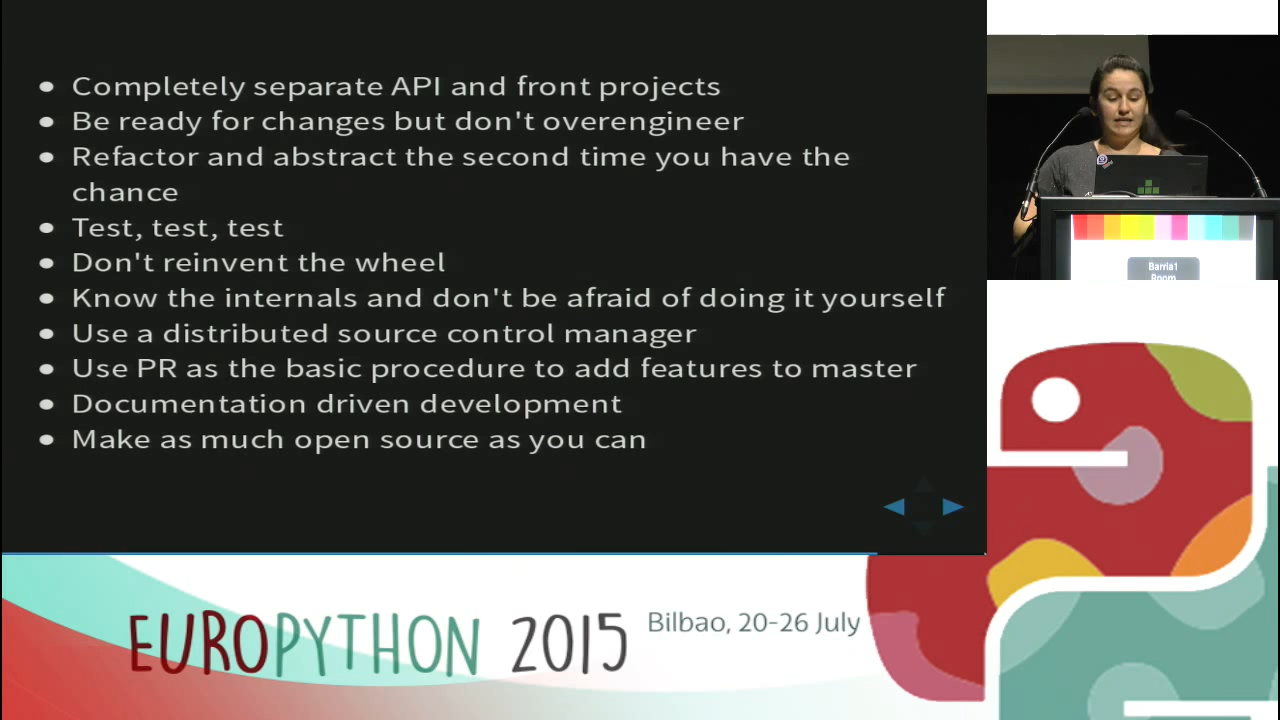 Completely separate API and front projects
Be ready for changes but don't overengineer
Refactor and abstract the second time you have the
chance
Test, test, test
Don't reinvent the wheel
Know the internals and don't be afraid of doing it yourself
Use a distributed source control manager
Use PR as the basic procedure to add features to master
Documentation driven development
Make as much open source as you can
Barria1
Room
EUROPYTHON 2015
Bilbao, 20-26 July